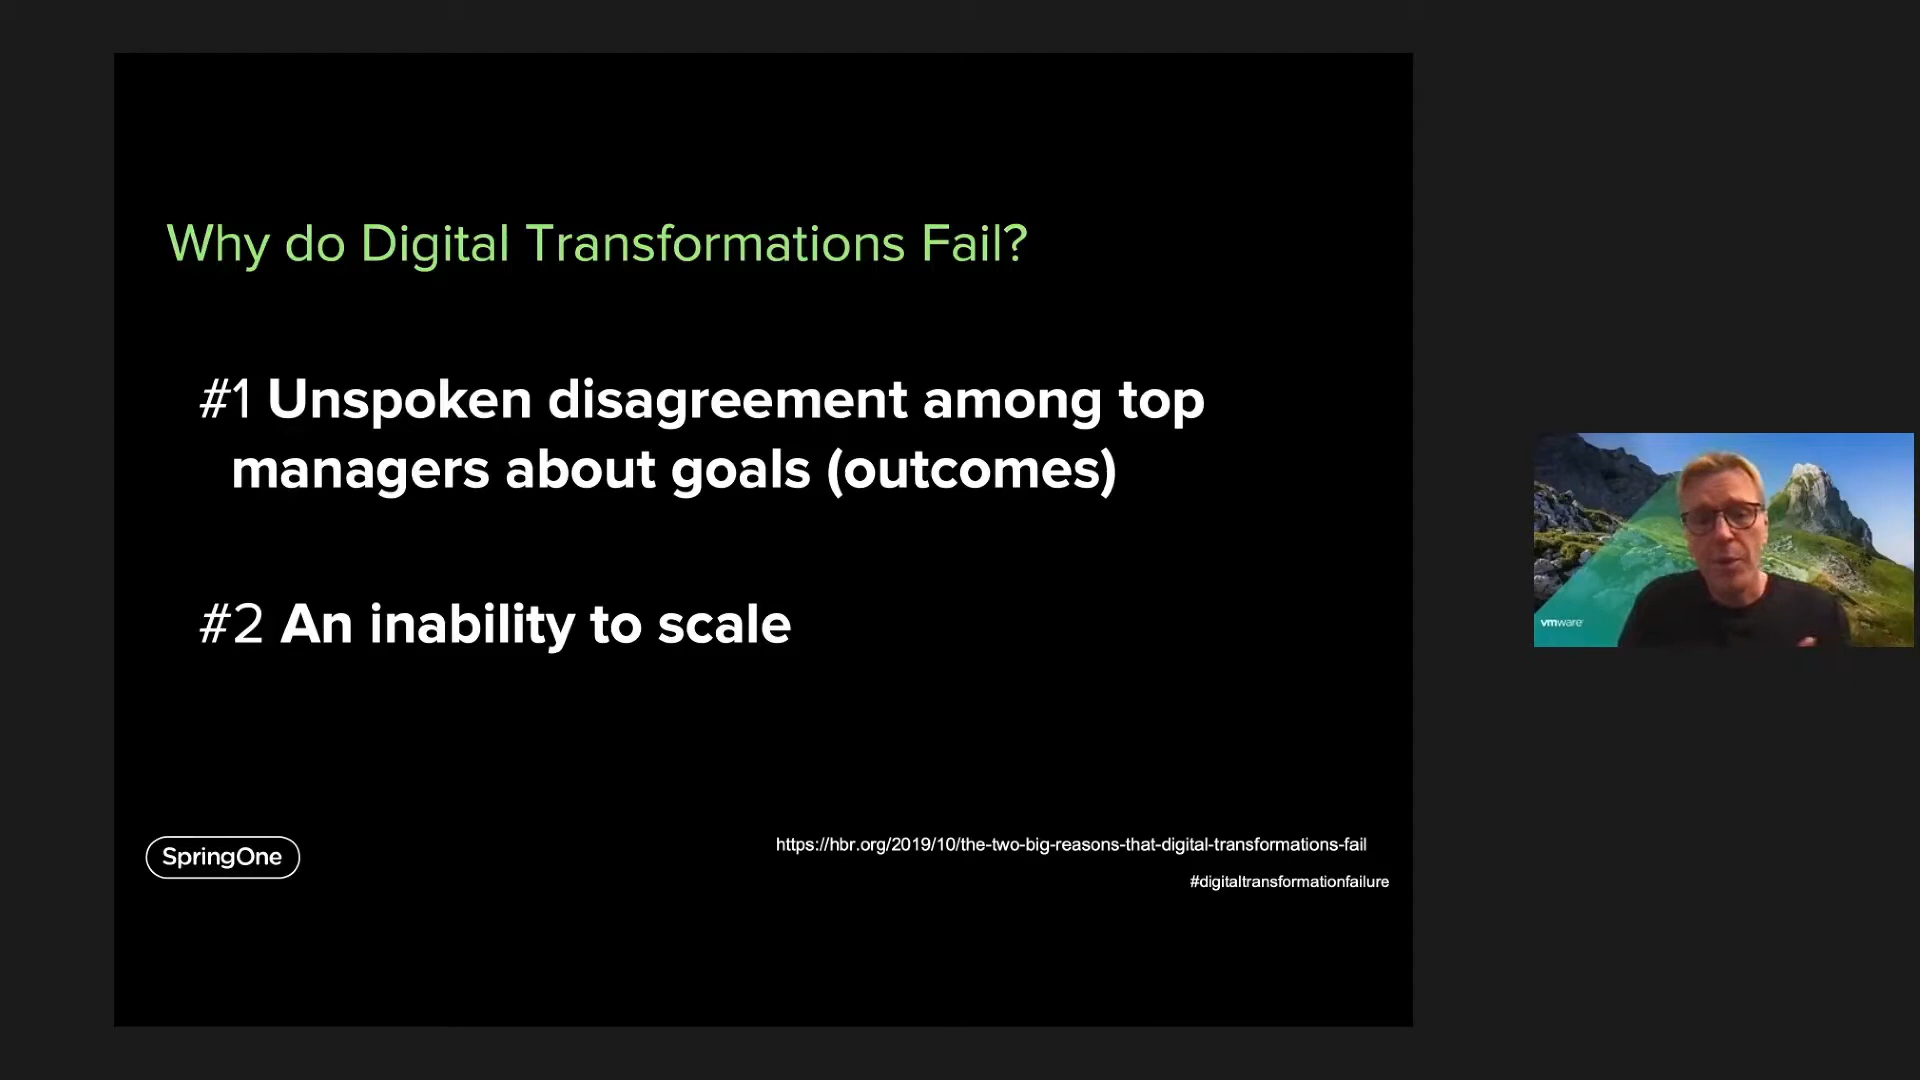 Why do Digital Transformations Fail?
#1 Unspoken disagreement among top
managers about goals (outcomes)
#2 An inability to scale
vmware
SpringOne
https://hbr.org/2019/10/the-two-big-reasons-that-digital-transformations-fail
#digitaltransformationfailure